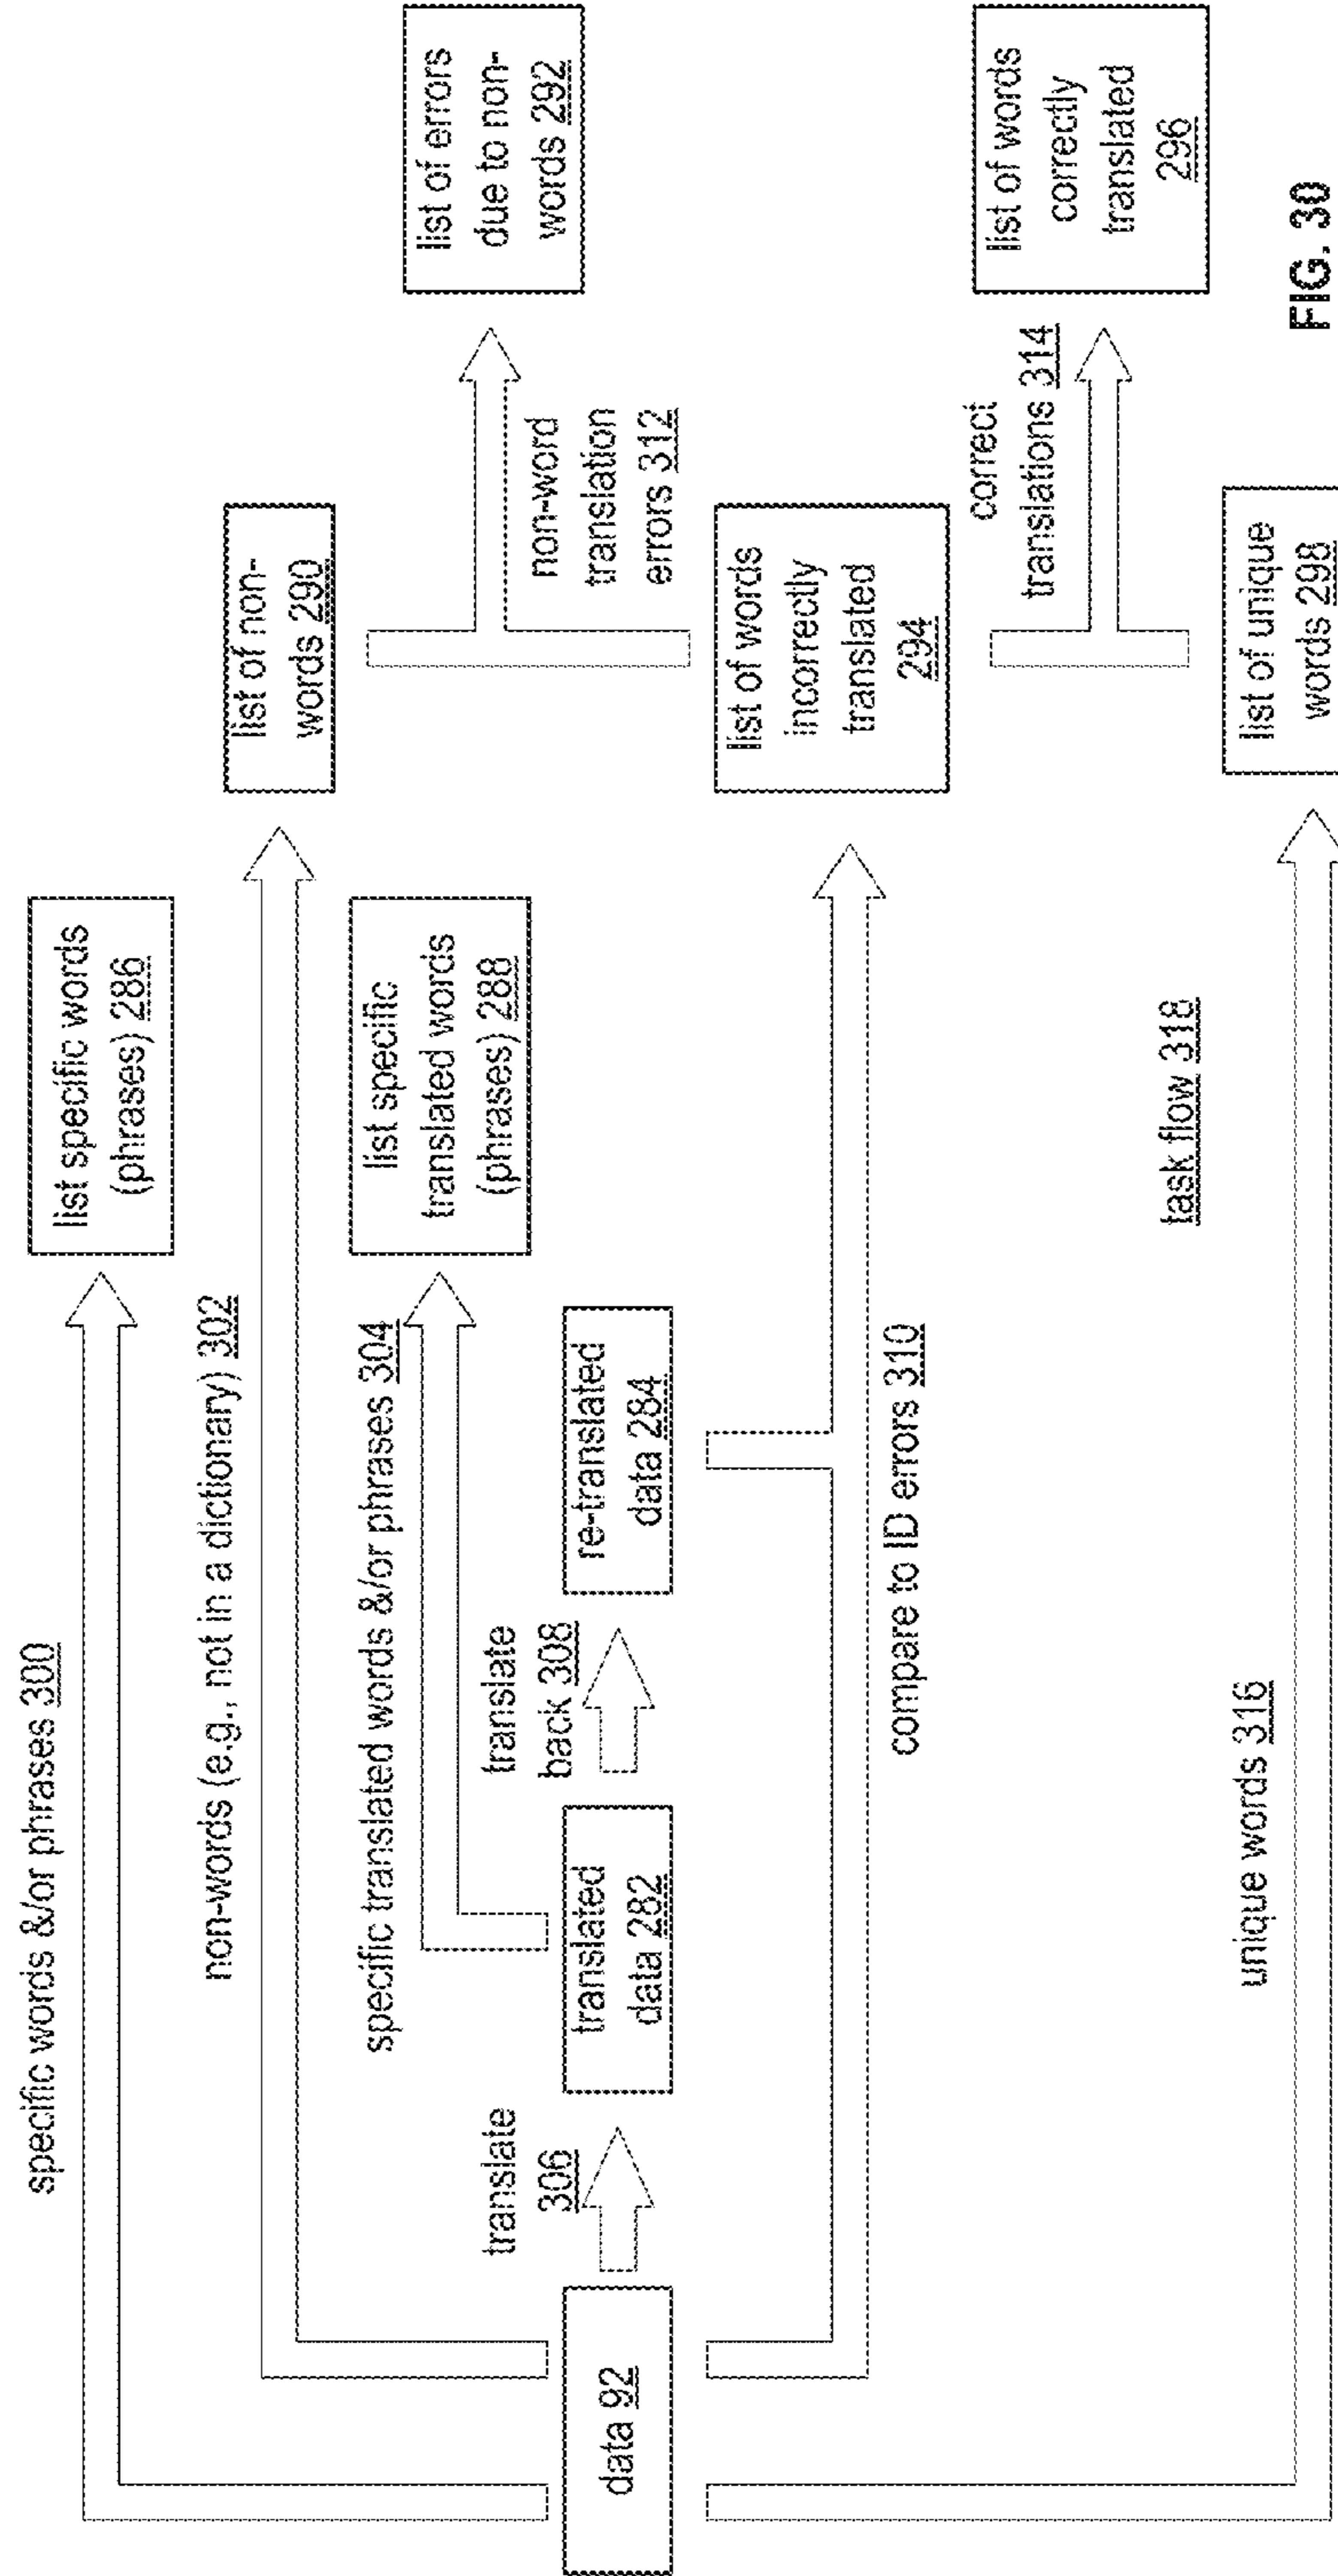 specific words &/or phrases 300
list specific words
(phrases) 286
non-words (e.g., not in a dictionary) 302
list of non-
words 290
list of errors
due to non-
words 292
specific translated words &/or phrases 304
list specific
translated words
(phrases) 288
non-word
translation
errors 312
data 92
translate
306
translated
data 282
translate
back 308
re-translated
data 284
compare to ID errors 310
list of words
incorrectly
translated
294
correct
translations 314
list of words
correctly
translated
296
task flow 318
unique words 316
list of unique
words 298
FIG. 30